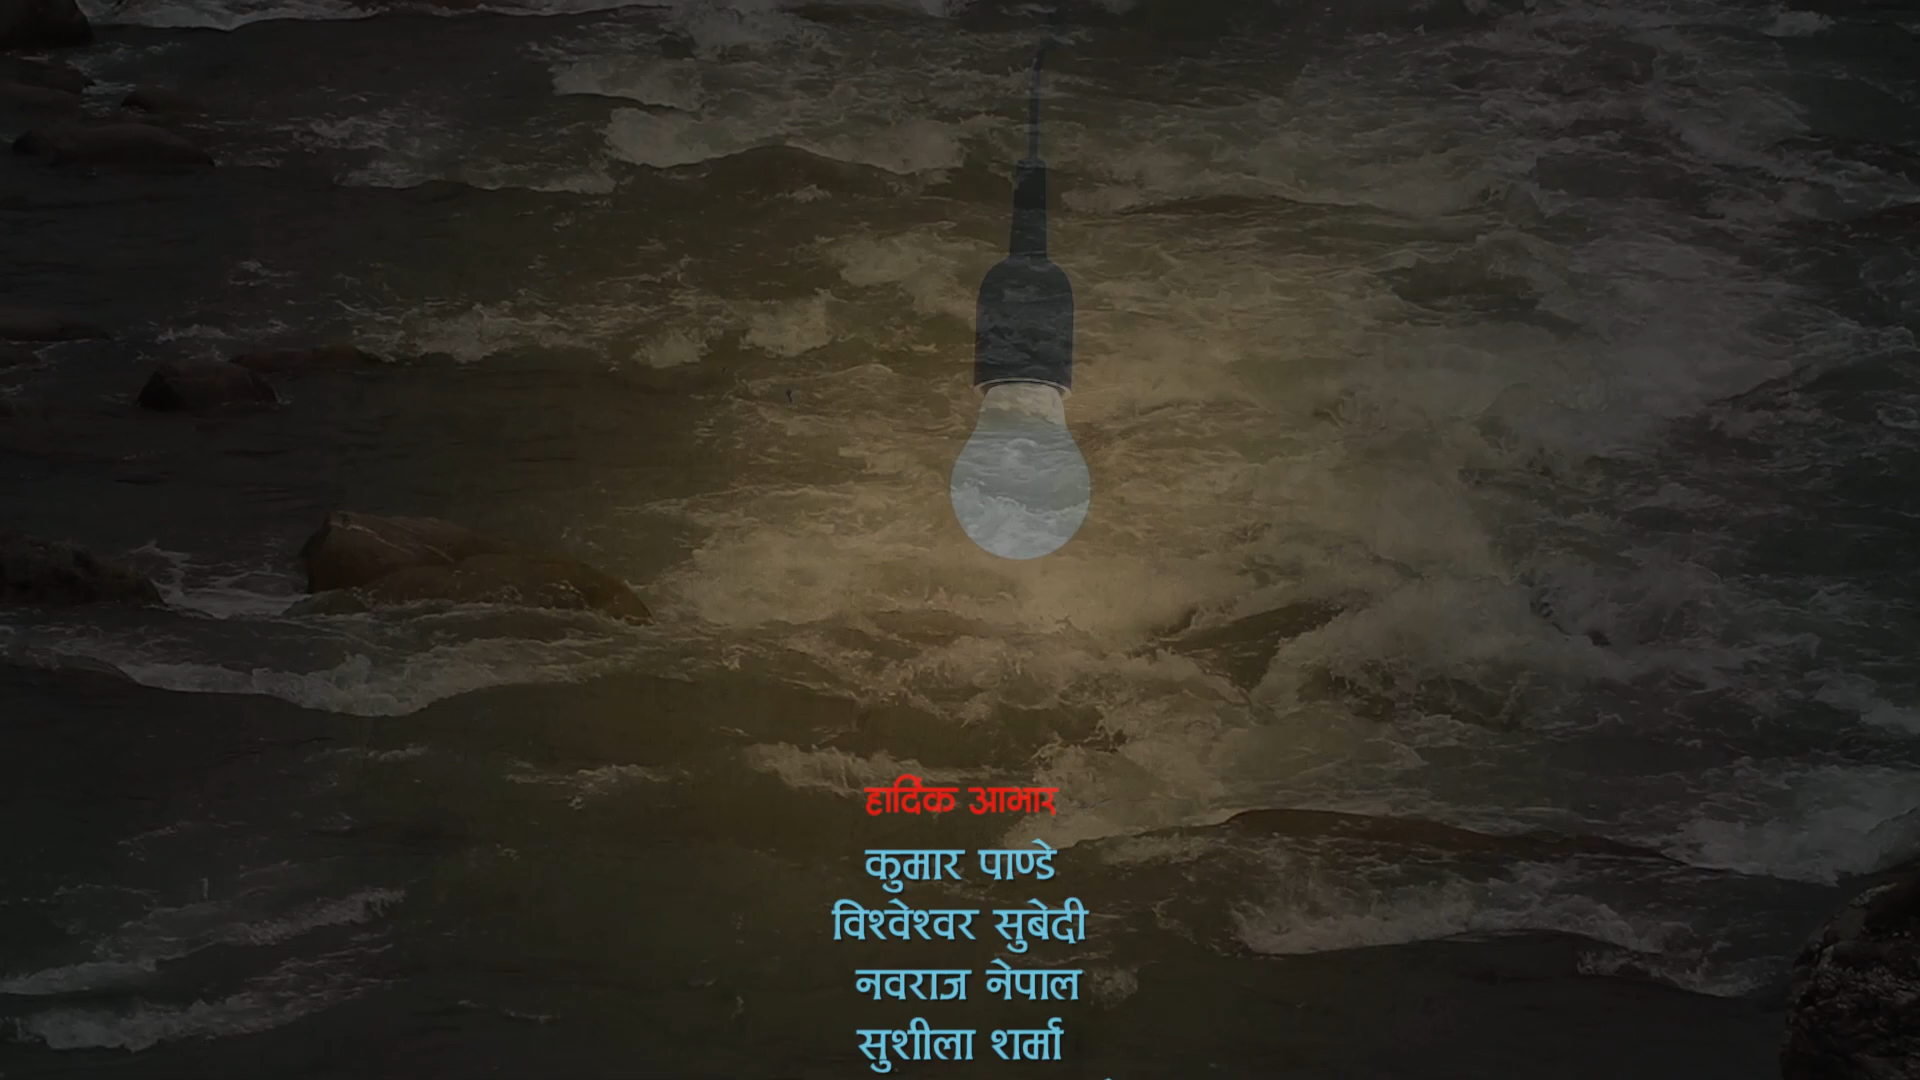 हार्दिक आभार
कुमार पाण्डे
विश्वेश्वर सुबेदी
नवराज नेपाल
सुशीला शर्मा